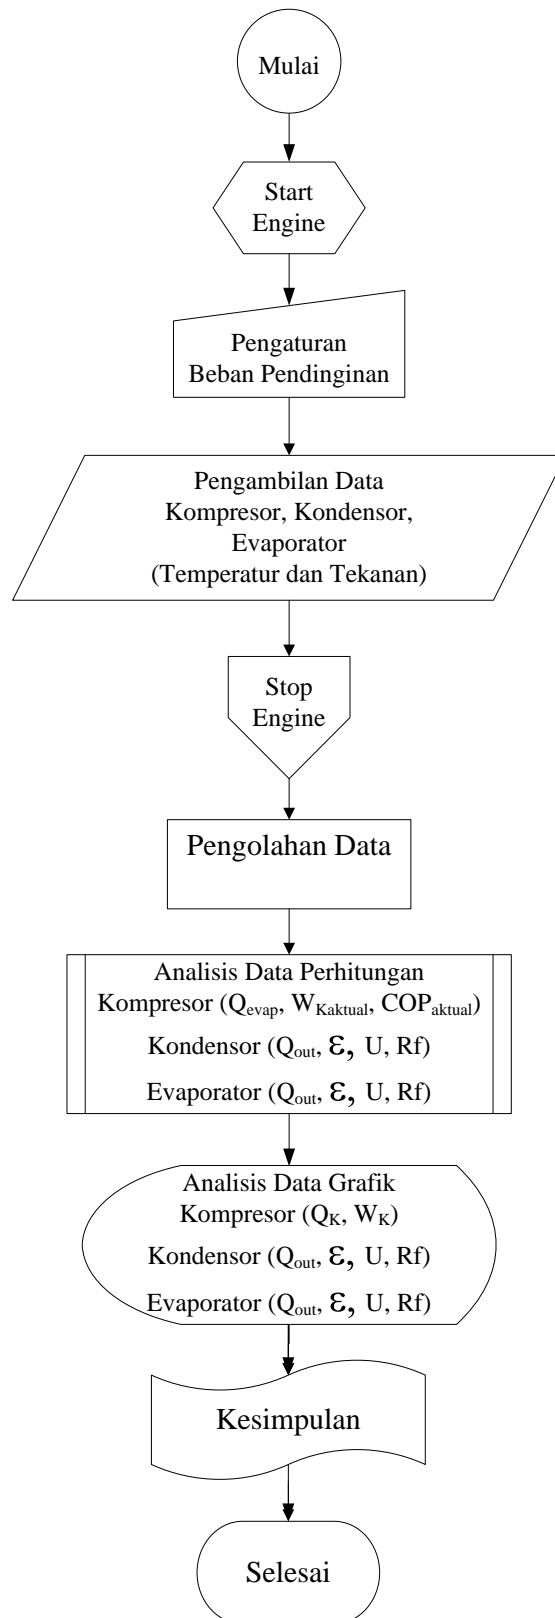 Mulai
Start
Engine
Pengaturan
Beban Pendinginan
Pengambilan Data
Kompresor, Kondensor,
Evaporator
(Temperatur dan Tekanan)
Stop
Engine
Pengolahan Data
Analisis Data Perhitungan
Kompresor (Qevap, WKaktual, COPaktual)
Kondensor (Qout, ε, U, Rf)
Evaporator (Qout, ε, U, Rf)
Analisis Data Grafik
Kompresor (QK, WK)
Kondensor (Qout, ε, U, Rf)
Evaporator (Qout, ε, U, Rf)
Kesimpulan
Selesai